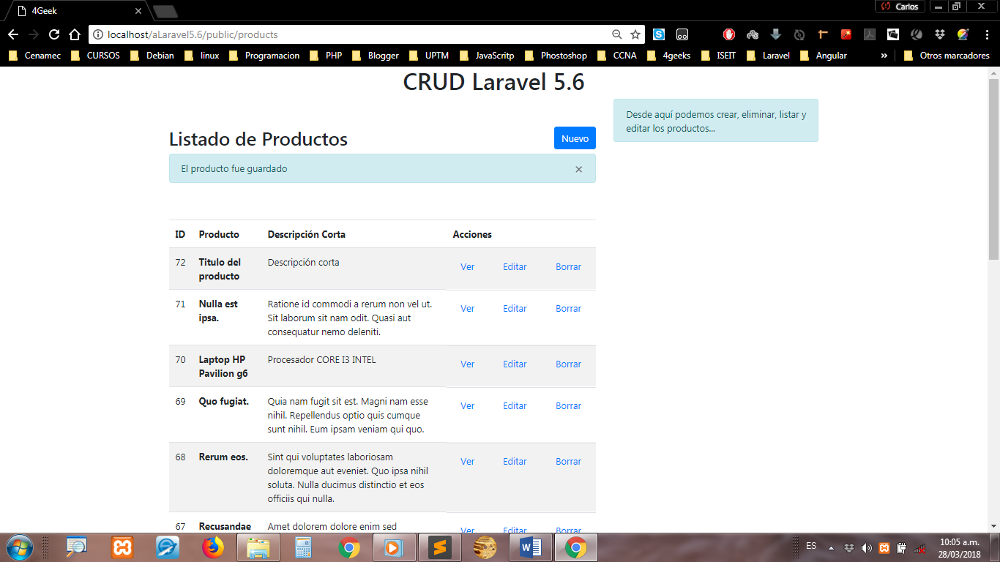 4Geek
Carlos
localhost/aLaravel5.6/public/products
Cenamec CURSOS Debian linux Programacion PHP Blogger UPTM JavaScritp Photoshop CCNA 4geeks ISEIT Laravel Angular » Otros marcadores
CRUD Laravel 5.6
Desde aquí podemos crear, eliminar, listar y
editar los productos...
Listado de Productos
Nuevo
El producto fue guardado ×
ID Producto Descripción Corta Acciones
72 Titulo del Descripción corta Ver Editar Borrar
producto
71 Nulla est Ratione id commodi a rerum non vel ut. Ver Editar Borrar
ipsa. Sit laborum sit nam odit. Quasi aut
consequatur nemo deleniti.
70 Laptop HP Procesador CORE I3 INTEL Ver Editar Borrar
Pavilion g6
69 Quo fugiat. Quia nam fugit sit est. Magni nam esse Ver Editar Borrar
nihil. Repellendus optio quis cumque
sunt nihil. Eum ipsam veniam qui quo.
68 Rerum eos. Sint qui voluptates laboriosam Ver Editar Borrar
doloremque aut eveniet. Quo ipsa nihil
soluta. Nulla ducimus distinctio et eos
officiis qui nulla.
67 Recusandae Amet dolorem dolore enim sed Ver Editar Borrar
ES
10:05 a.m.
28/03/2018